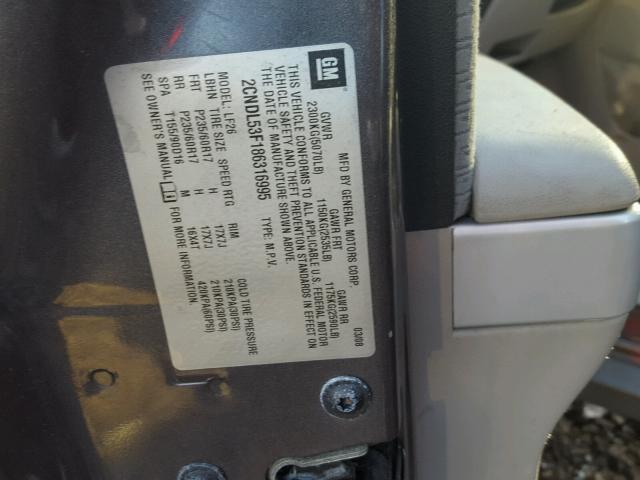 GM
MFD BY GENERAL MOTORS CORP. 03/08
GVWR GAWR FRT GAWR RR
2300KG(5070LB) 1150KG(2535LB) 1175KG(2590LB)
THIS VEHICLE CONFORMS TO ALL APPLICABLE U.S. FEDERAL MOTOR
VEHICLE SAFETY AND THEFT PREVENTION STANDARDS IN EFFECT ON
THE DATE OF MANUFACTURE SHOWN ABOVE.
2CNDL53F186316995 TYPE: M.P.V.
MODEL: LF26
LBHN TIRE SIZE SPEED RTG RIM COLD TIRE PRESSURE
FRT P235/60R17 H 17X7J 210KPA(30PSI)
RR P235/60R17 H 17X7J 210KPA(30PSI)
SPA T155/90D16 M 16X4T 420KPA(60PSI)
SEE OWNER'S MANUAL FOR MORE INFORMATION.